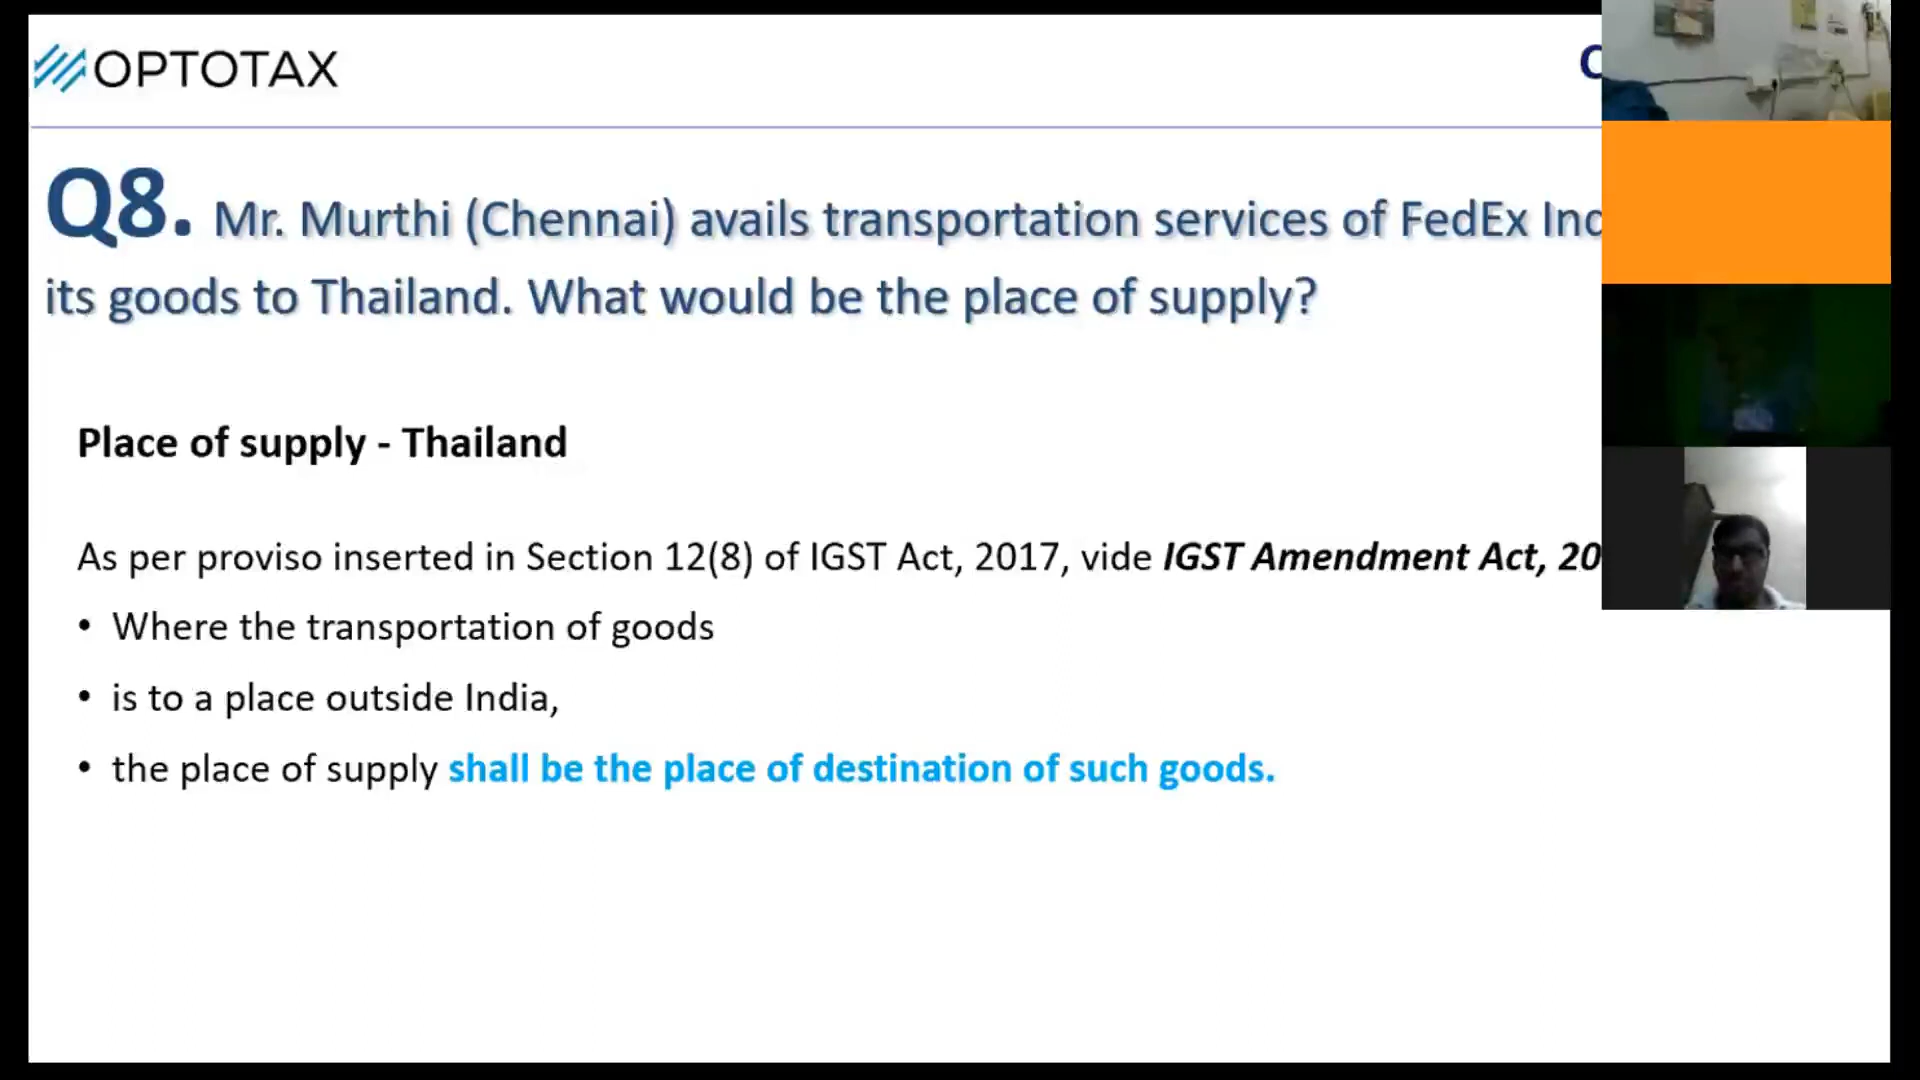 OPTOTAX
Q8. Mr. Murthi (Chennai) avails transportation services of FedEx
its goods to Thailand. What would be the place of supply?
Place of supply - Thailand
As per proviso inserted in Section 12(8) of IGST Act, 2017, vide IGST Amendment Act,
• Where the transportation of goods
• is to a place outside India,
• the place of supply shall be the place of destination of such goods.